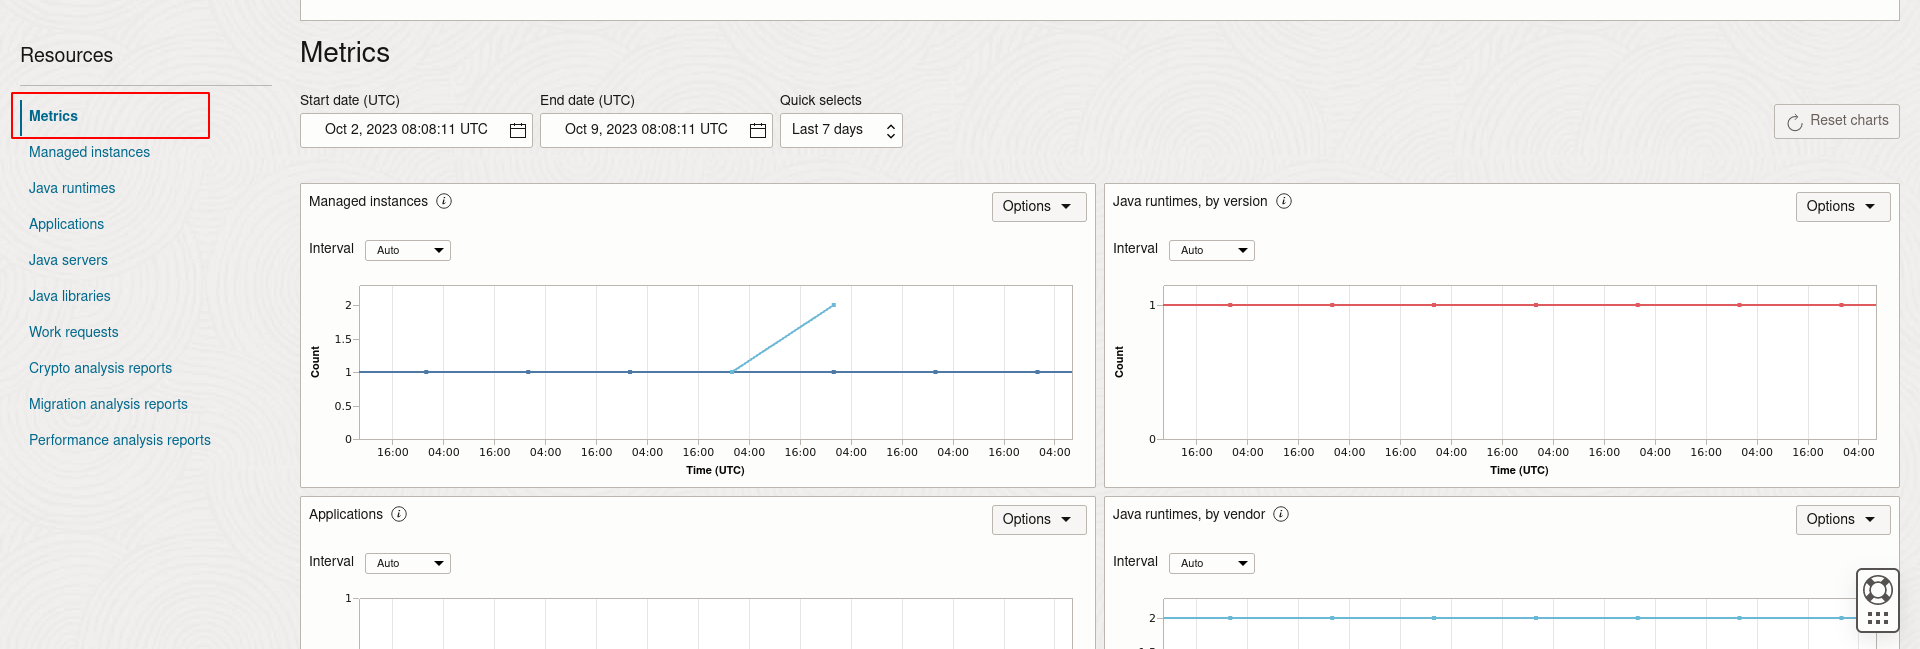 Resources
Metrics
Managed instances
Java runtimes
Applications
Java servers
Java libraries
Work requests
Crypto analysis reports
Migration analysis reports
Performance analysis reports
Metrics
Start date (UTC) End date (UTC) Quick selects
Oct 2, 2023 08:08:11 UTC Oct 9, 2023 08:08:11 UTC Last 7 days Reset charts
Managed instances i Options
Interval Auto
2
1.5
1
0.5
0
Count
16:00 04:00 16:00 04:00 16:00 04:00 16:00 04:00 16:00 04:00 16:00 04:00 16:00 04:00
Time (UTC)
Java runtimes, by version i Options
Interval Auto
1
0
Count
16:00 04:00 16:00 04:00 16:00 04:00 16:00 04:00 16:00 04:00 16:00 04:00 16:00 04:00
Time (UTC)
Applications i Options
Interval Auto
1
Java runtimes, by vendor i Options
Interval Auto
2